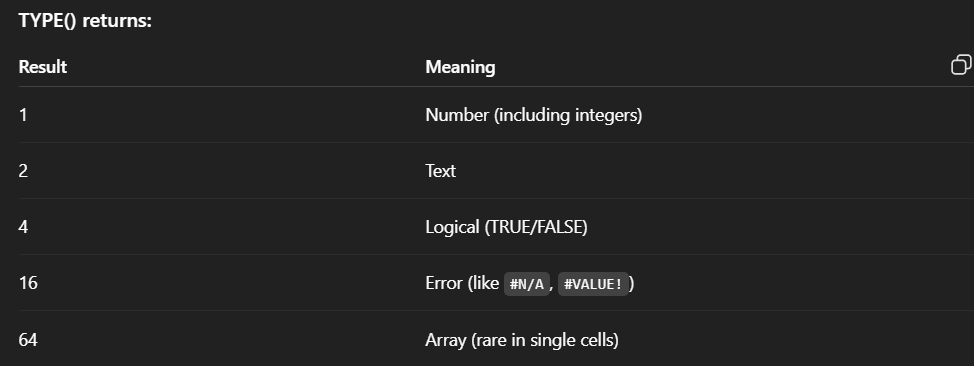 TYPE() returns:
Result Meaning
1 Number (including integers)
2 Text
4 Logical (TRUE/FALSE)
16 Error (like #N/A, #VALUE!)
64 Array (rare in single cells)